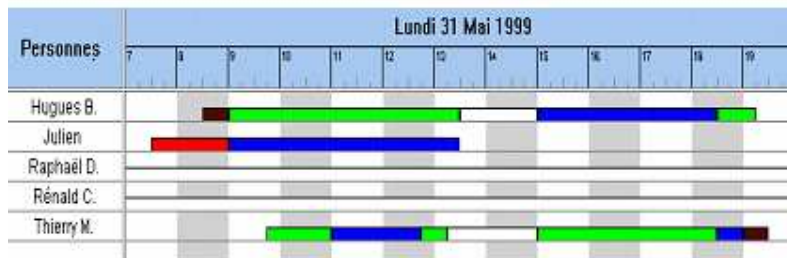 Lundi 31 Mai 1999
Personnes
7 8 9 10 11 12 13 14 15 16 17 18 19
Hugues B.
Julien
Raphaël D.
Rénald C.
Thierry M.